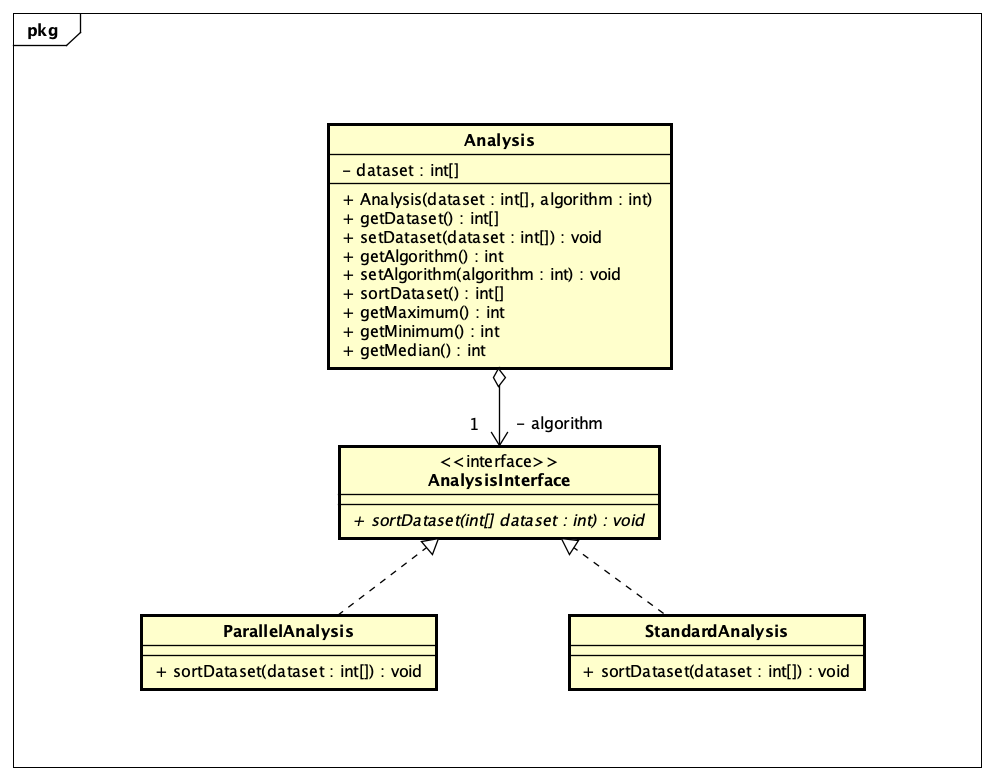 pkg
Analysis
- dataset : int[]
+ Analysis(dataset : int[], algorithm : int)
+ getDataset() : int[]
+ setDataset(dataset : int[]) : void
+ getAlgorithm() : int
+ setAlgorithm(algorithm : int) : void
+ sortDataset() : int[]
+ getMaximum() : int
+ getMinimum() : int
+ getMedian() : int
1 - algorithm
<<interface>>
AnalysisInterface
+ sortDataset(int[] dataset : int) : void
ParallelAnalysis
+ sortDataset(dataset : int[]) : void
StandardAnalysis
+ sortDataset(dataset : int[]) : void